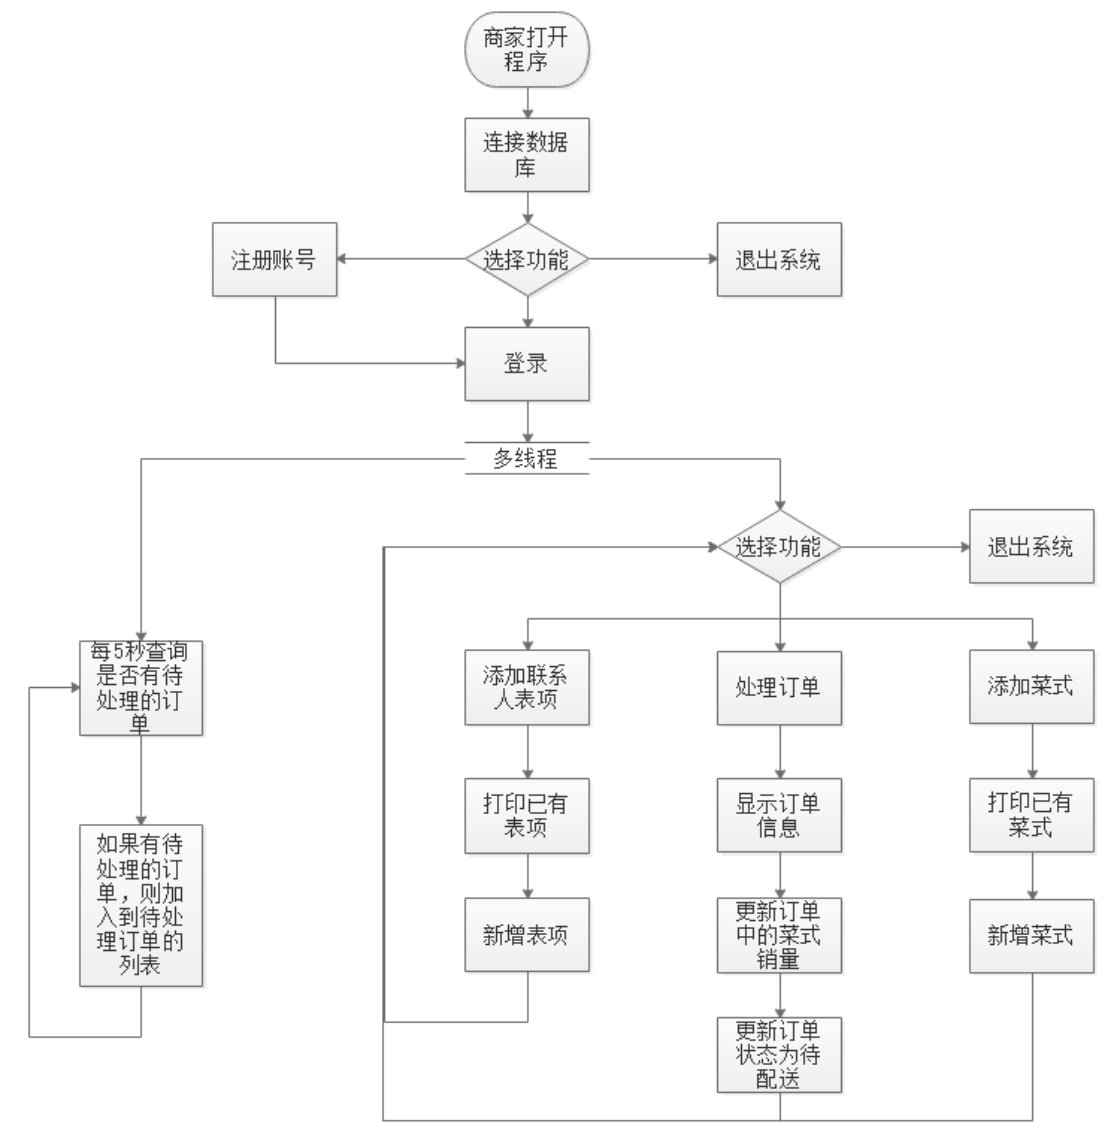 商家打开
程序
连接数据
库
注册账号
选择功能
退出系统
登录
多线程
选择功能
退出系统
每5秒查询
是否有待
处理的订
单
如果有待
处理的订
单，则加
入到待处
理订单的
列表
添加联系
人表项
打印已有
表项
新增表项
处理订单
显示订单
信息
更新订单
中的菜式
销量
更新订单
状态为待
配送
添加菜式
打印已有
菜式
新增菜式